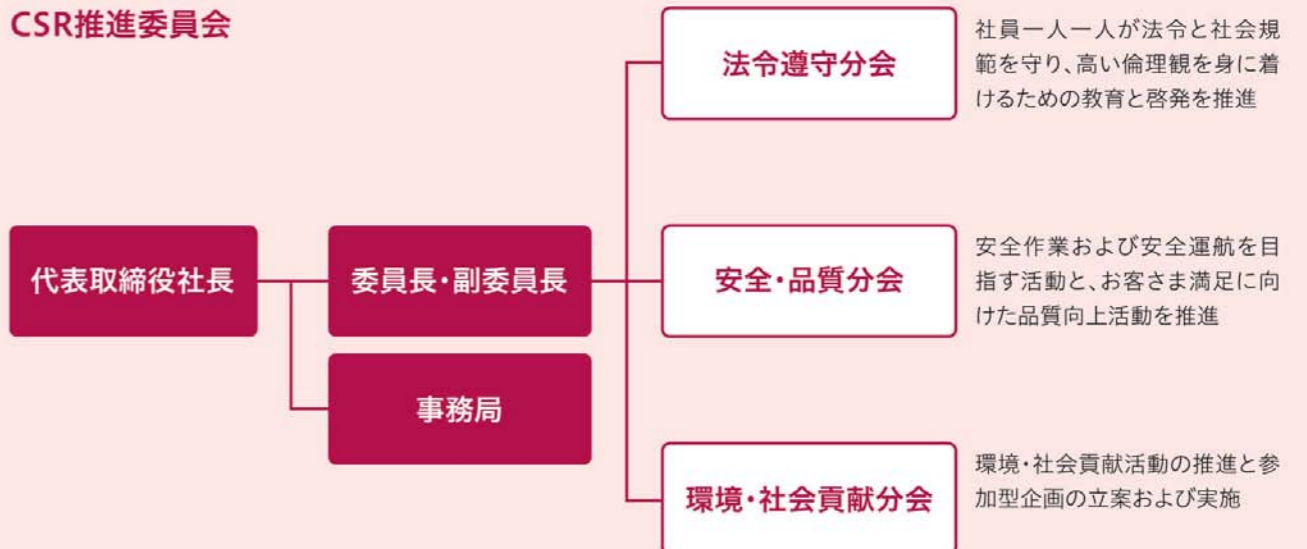 CSR推進委員会
法令遵守分会
社員一人一人が法令と社会規
範を守り、高い倫理観を身に着
けるための教育と啓発を推進
代表取締役社長
委員長・副委員長
安全・品質分会
安全作業および安全運航を目
指す活動と、お客さま満足に向
けた品質向上活動を推進
事務局
環境・社会貢献分会
環境・社会貢献活動の推進と参
加型企画の立案および実施